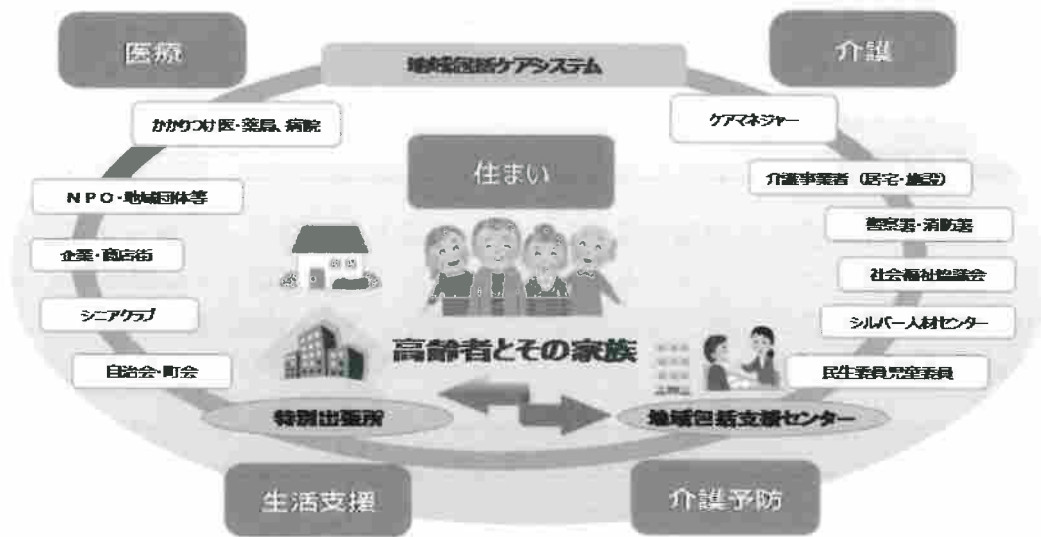 医療
地域包括ケアシステム
介護
かかりつけ医・薬局、病院
ケアマネジャー
住まい
NPO・地域団体等
介護事業者（居宅・施設）
企業・商店街
警察署・消防署
社会福祉協議会
シニアクラブ
シルバー人材センター
高齢者とその家族
自治会・町会
民生委員児童委員
特別出張所
地域包括支援センター
生活支援
介護予防